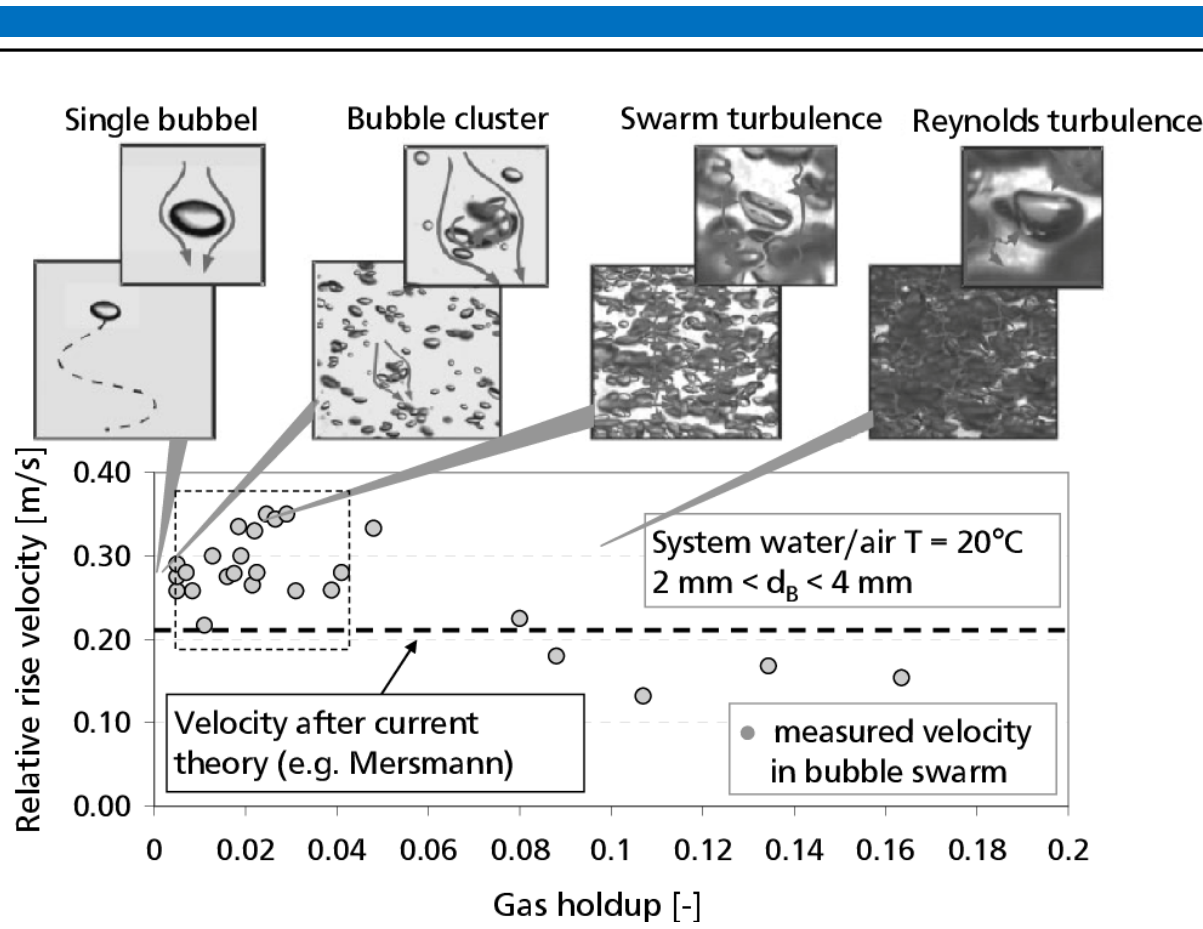 Single bubbel
Bubble cluster
Swarm turbulence
Reynolds turbulence
Relative rise velocity [m/s]
0.40
0.30
0.20
0.10
0.00
System water/air T = 20°C
2 mm < d_B < 4 mm
Velocity after current
theory (e.g. Mersmann)
measured velocity
in bubble swarm
0 0.02 0.04 0.06 0.08 0.1 0.12 0.14 0.16 0.18 0.2
Gas holdup [-]